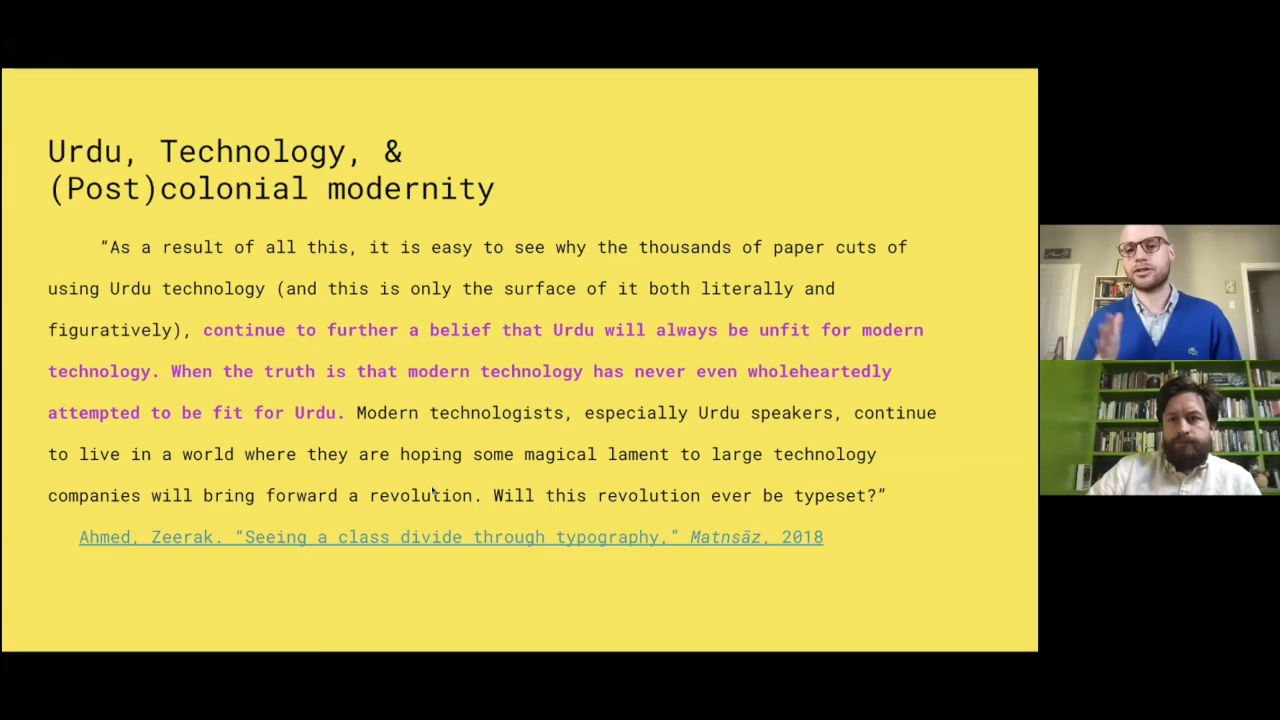 Urdu, Technology, &
(Post)colonial modernity
“As a result of all this, it is easy to see why the thousands of paper cuts of
using Urdu technology (and this is only the surface of it both literally and
figuratively), continue to further a belief that Urdu will always be unfit for modern
technology. When the truth is that modern technology has never even wholeheartedly
attempted to be fit for Urdu. Modern technologists, especially Urdu speakers, continue
to live in a world where they are hoping some magical lament to large technology
companies will bring forward a revolution. Will this revolution ever be typeset?”
Ahmed, Zeerak. “Seeing a class divide through typography,” Matnsāz, 2018